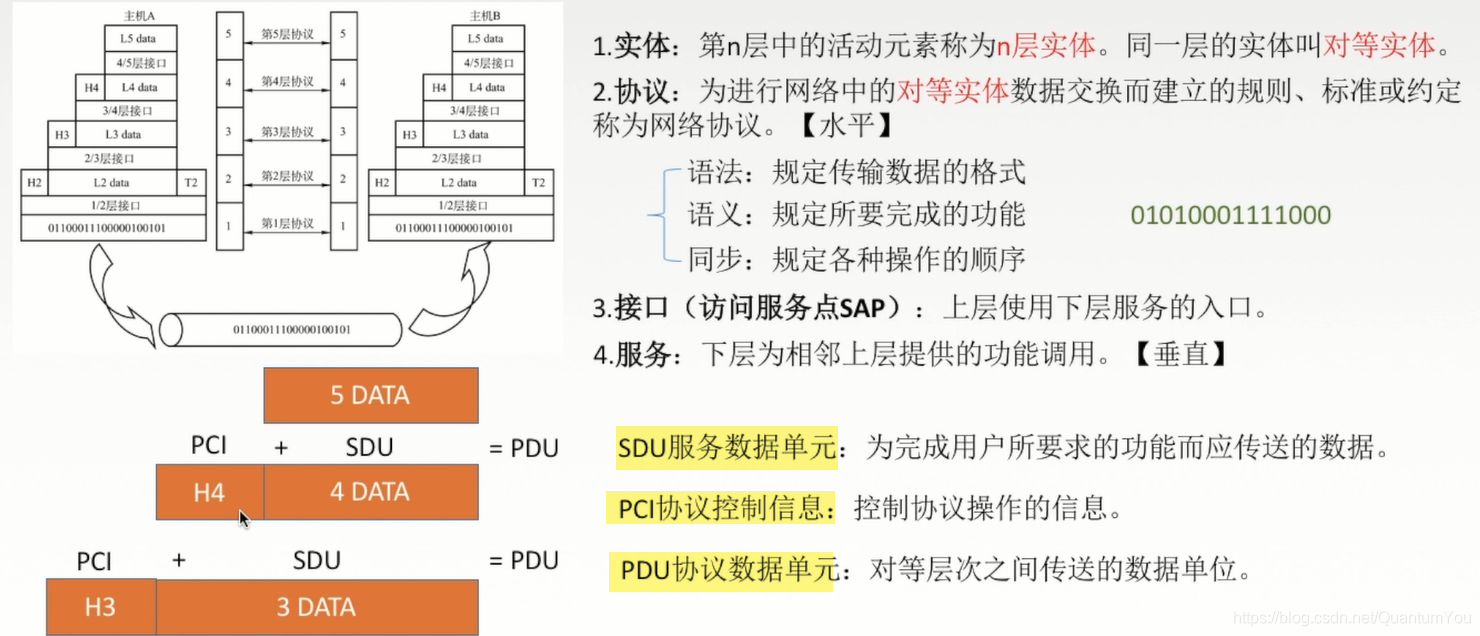 主机A
L5 data
4/5层接口
H4 L4 data
3/4层接口
H3 L3 data
2/3层接口
H2 L2 data T2
1/2层接口
01100011100000100101
5 第5层协议 5
4 第4层协议 4
3 第3层协议 3
2 第2层协议 2
1 第1层协议 1
主机B
L5 data
4/5层接口
H4 L4 data
3/4层接口
H3 L3 data
2/3层接口
H2 L2 data T2
1/2层接口
01100011100000100101
01100011100000100101
5 DATA
PCI + SDU = PDU
H4 4 DATA
PCI + SDU = PDU
H3 3 DATA
1.实体：第n层中的活动元素称为n层实体。同一层的实体叫对等实体。
2.协议：为进行网络中的对等实体数据交换而建立的规则、标准或约定
称为网络协议。【水平】
语法：规定传输数据的格式
语义：规定所要完成的功能 01010001111000
同步：规定各种操作的顺序
3.接口（访问服务点SAP）：上层使用下层服务的入口。
4.服务：下层为相邻上层提供的功能调用。【垂直】
SDU服务数据单元：为完成用户所要求的功能而应传送的数据。
PCI协议控制信息：控制协议操作的信息。
PDU协议数据单元：对等层次之间传送的数据单位。
https://blog.csdn.net/QuantumYou